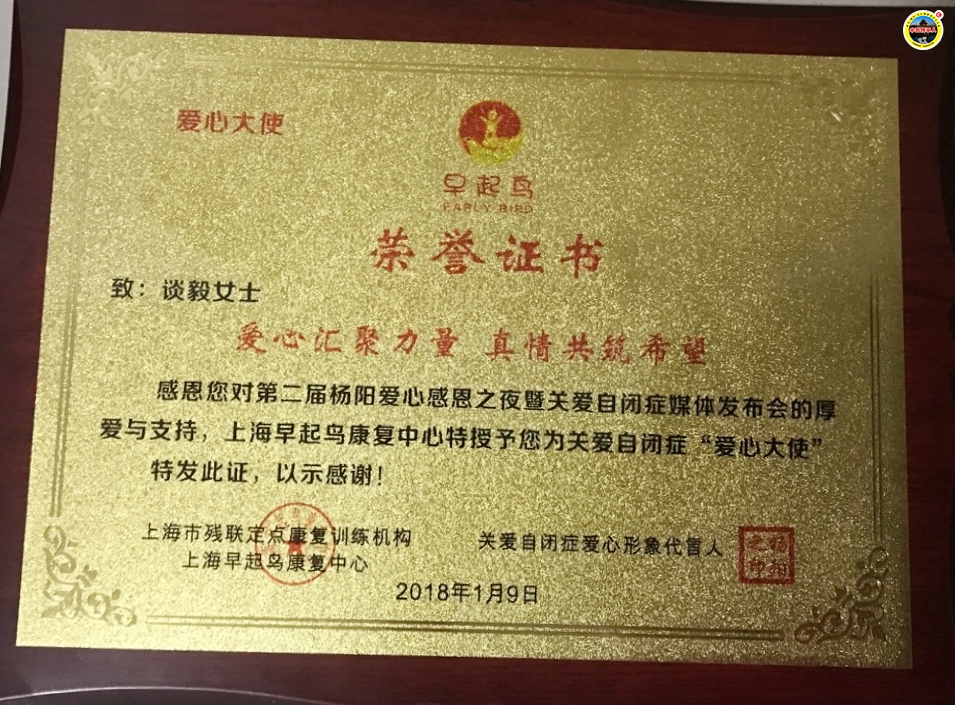 爱心大使
早起鸟
EARLY BIRD
荣誉证书
致：谈毅女士
爱心汇聚力量 真情共筑希望
感恩您对第二届杨阳爱心感恩之夜暨关爱自闭症媒体发布会的厚
爱与支持，上海早起鸟康复中心特授予您为关爱自闭症“爱心大使”
特发此证，以示感谢！
上海市残联定点康复训练机构
上海早起鸟康复中心
关爱自闭症爱心形象代言人
杨阳之印
2018年1月9日